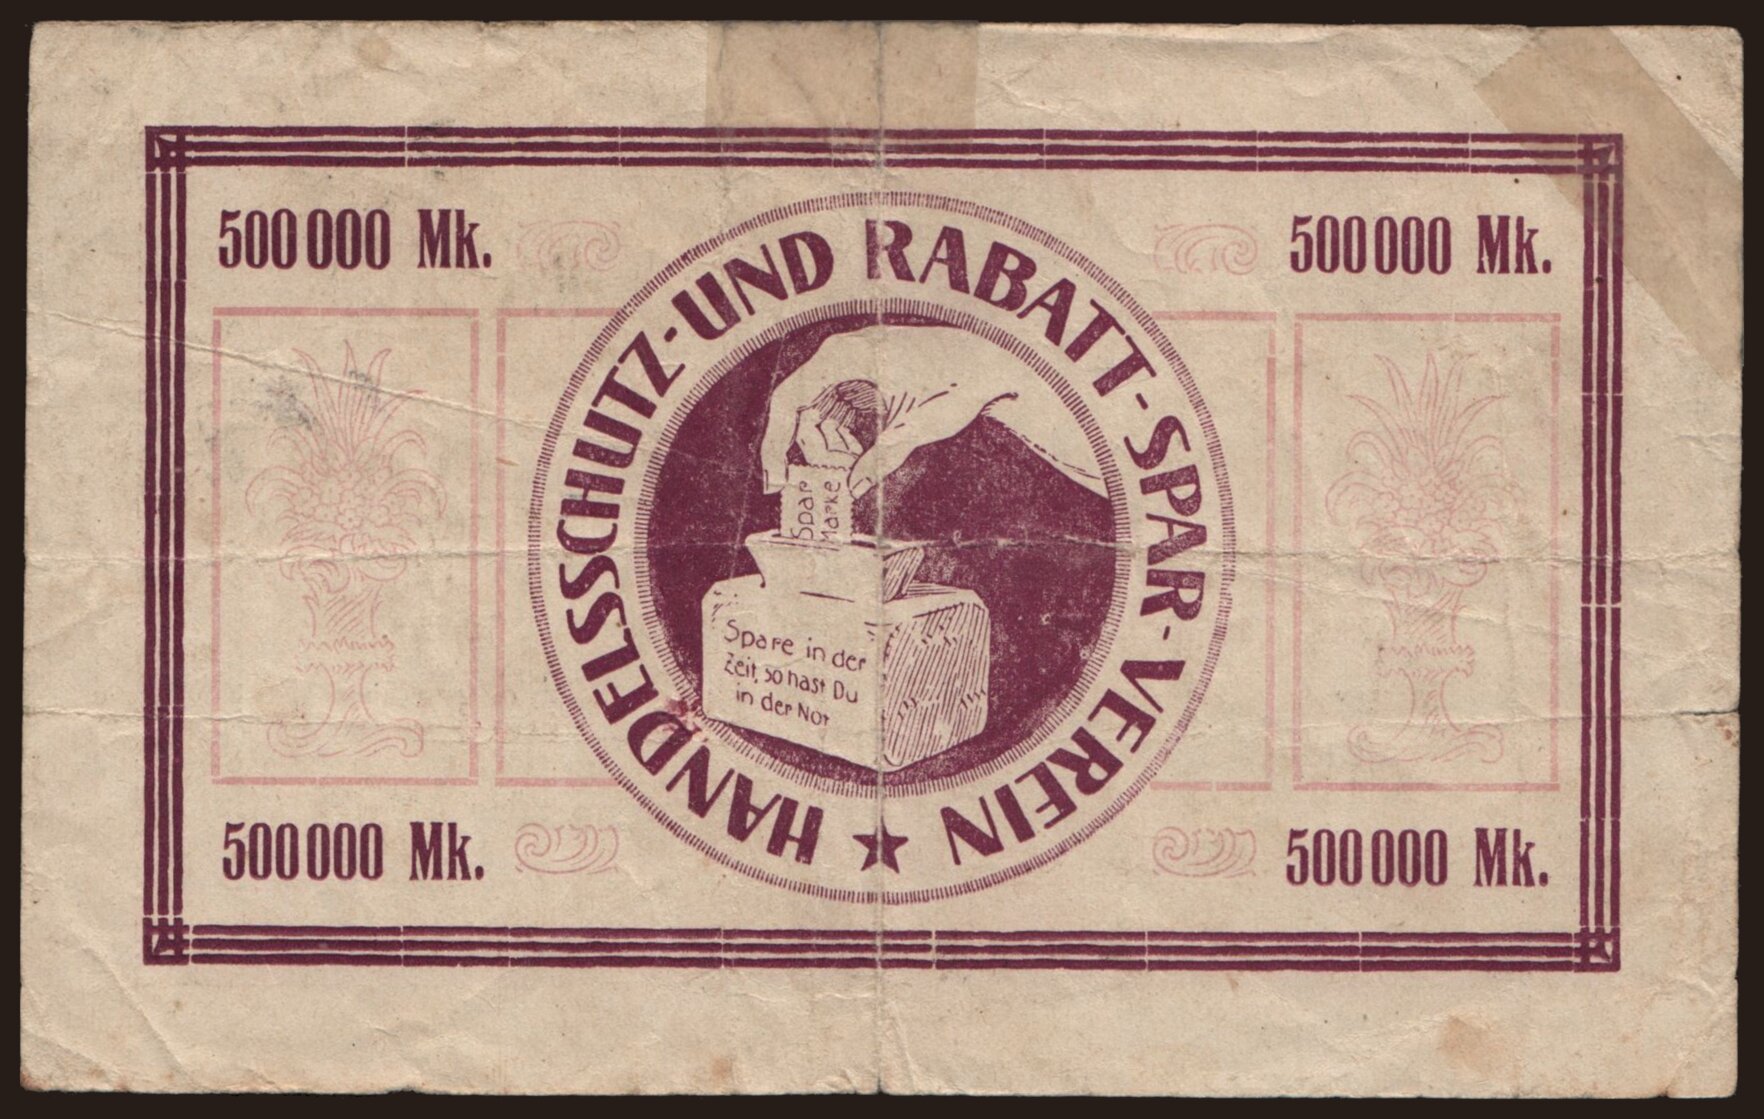 500000 Mk.
500000 Mk.
HANDELSSCHUTZ-UND RABATT-SPAR-VEREIN
Spar
Marke
Spare in der
Zeit, so hast Du
in der Not
500000 Mk.
500000 Mk.